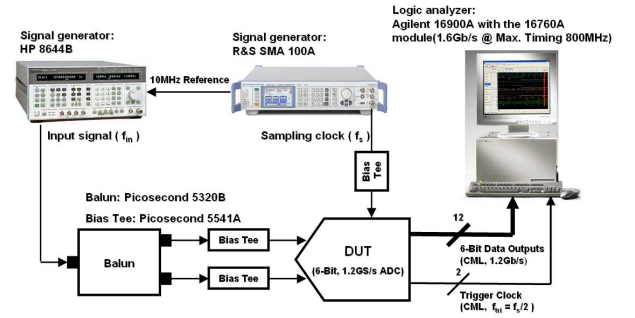 Logic analyzer:
Agilent 16900A with the 16760A
module(1.6Gb/s @ Max. Timing 800MHz)
Signal generator:
HP 8644B
Signal generator:
R&S SMA 100A
10MHz Reference
Input signal ( fin )
Sampling clock ( fs )
Bias
Tee
Balun: Picosecond 5320B
Bias Tee: Picosecond 5541A
Balun
Bias Tee
Bias Tee
DUT
(6-Bit, 1.2GS/s ADC)
12
6-Bit Data Outputs
(CML, 1.2Gb/s)
2
Trigger Clock
(CML, ftri = fs/2 )